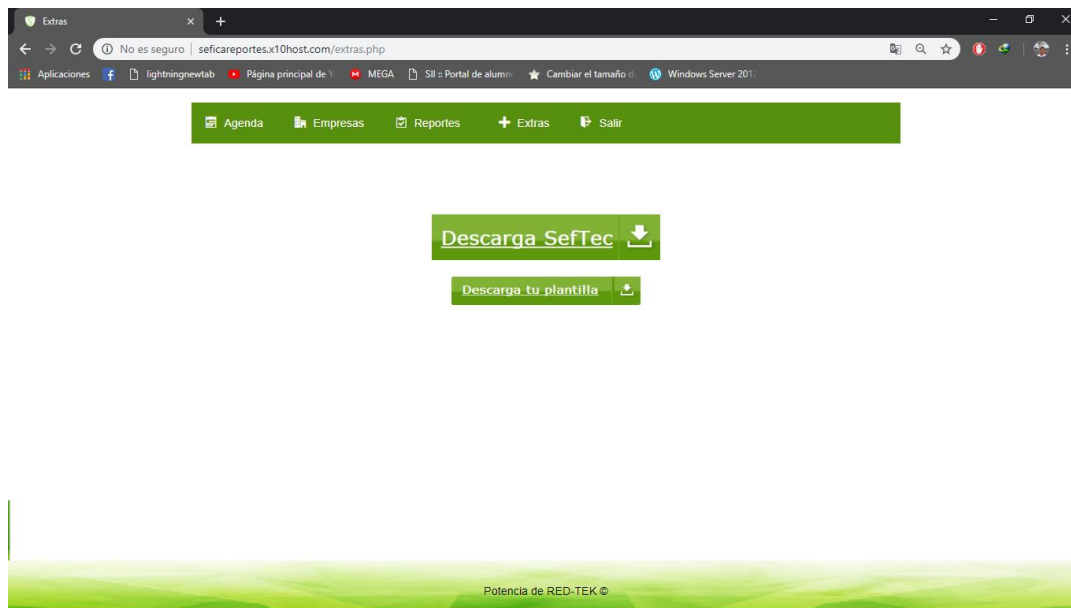 Extras
No es seguro | seficareportes.x10host.com/extras.php
Aplicaciones lightningnewtab Página principal de MEGA SII :: Portal de alumn Cambiar el tamaño d Windows Server 201
Agenda Empresas Reportes Extras Salir
Descarga SefTec
Descarga tu plantilla
Potencia de RED-TEK ©